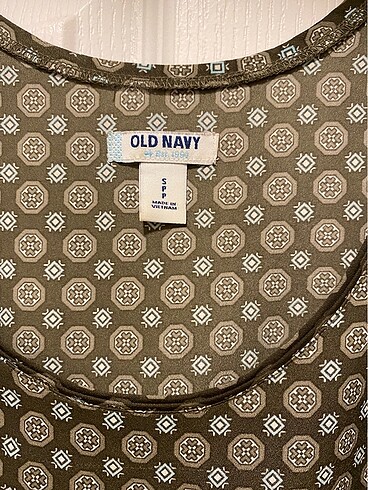 OLD NAVY
S
P
P
MADE IN
VIETNAM